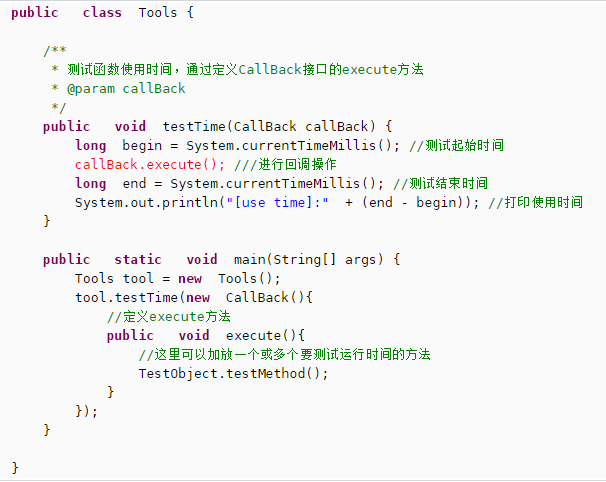 public   class  Tools {
    /**
     * 测试函数使用时间，通过定义CallBack接口的execute方法
     * @param callBack
     */
    public   void  testTime(CallBack callBack) {
        long  begin = System.currentTimeMillis(); //测试起始时间
        callBack.execute(); ///进行回调操作
        long  end = System.currentTimeMillis(); //测试结束时间
        System.out.println("[use time]:"  + (end - begin)); //打印使用时间
    }
    public   static   void  main(String[] args) {
        Tools tool = new  Tools();
        tool.testTime(new  CallBack(){
            //定义execute方法
            public   void  execute(){
                //这里可以加放一个或多个要测试运行时间的方法
                TestObject.testMethod();
            }
        });
    }
}